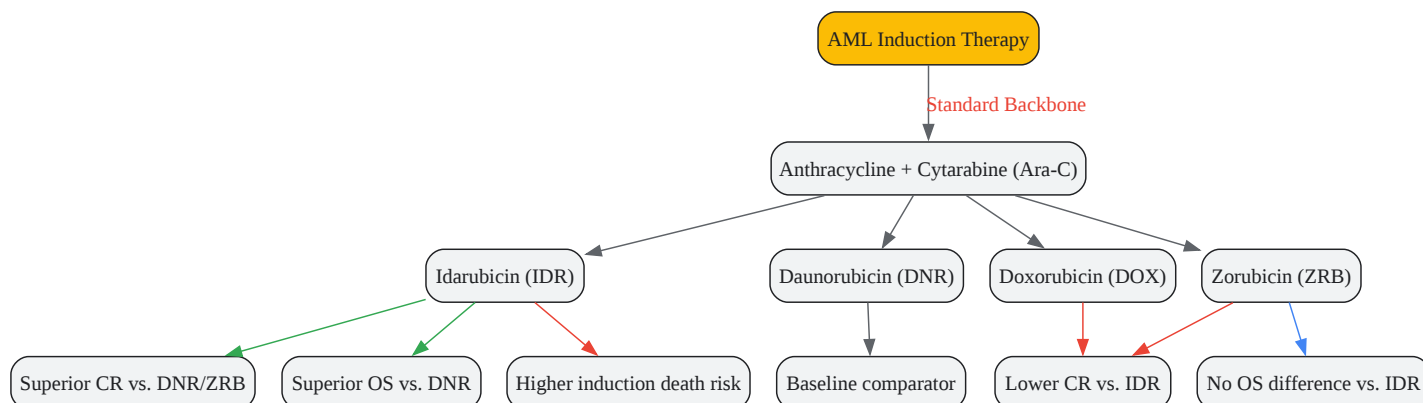 AML Induction Therapy
Standard Backbone
Anthracycline + Cytarabine (Ara-C)
Idarubicin (IDR)
Daunorubicin (DNR)
Doxorubicin (DOX)
Zorubicin (ZRB)
Superior CR vs. DNR/ZRB
Superior OS vs. DNR
Higher induction death risk
Baseline comparator
Lower CR vs. IDR
No OS difference vs. IDR